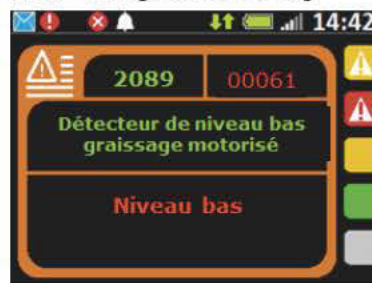 14:42
2089
00061
Détecteur de niveau bas
graissage motorisé
Niveau bas